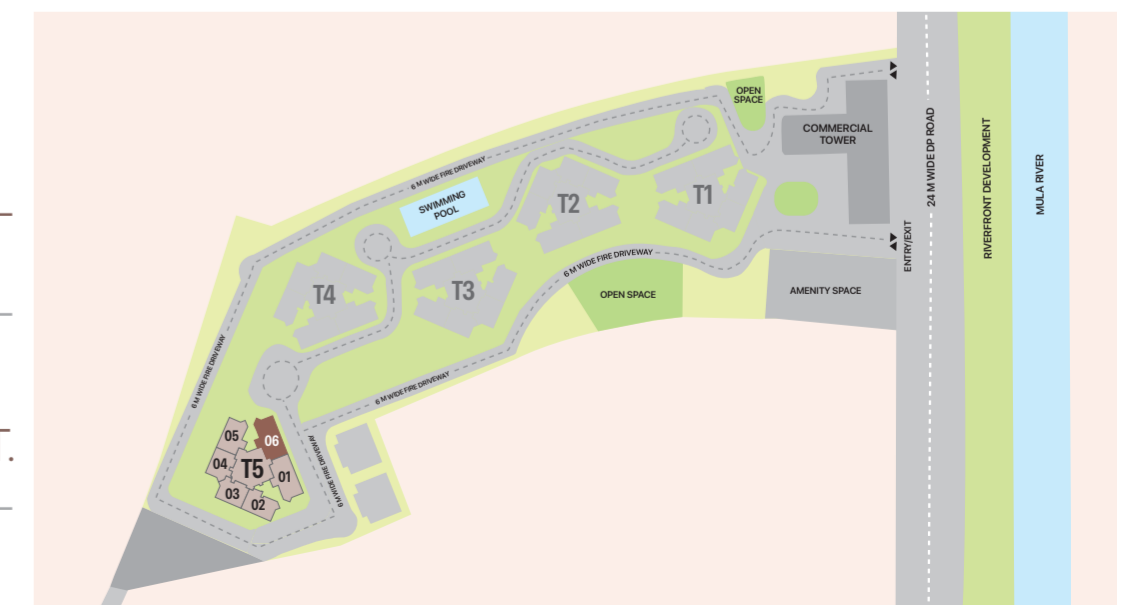 OPEN
SPACE
COMMERCIAL
TOWER
6 M WIDE FIRE DRIVEWAY
SWIMMING
POOL
T2
T1
24 M WIDE DP ROAD
RIVERFRONT DEVELOPMENT
MULA RIVER
ENTRY/EXIT
6 M WIDE FIRE DRIVEWAY
T4
T3
OPEN SPACE
AMENITY SPACE
6 M WIDE FIRE DRIVEWAY
6 M WIDE FIRE DRIVEWAY
05
06
04
T5
01
03
02
6 M WIDE FIRE DRIVEWAY